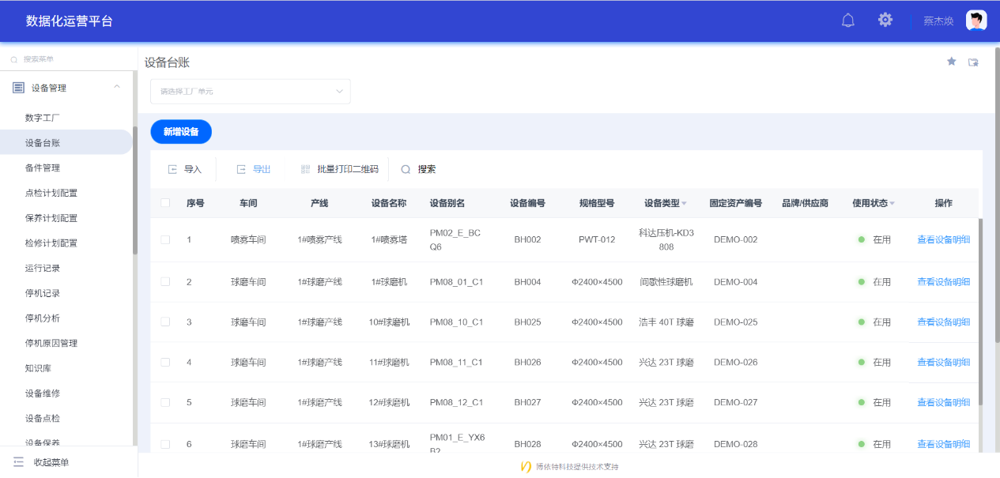 数据化运营平台
蔡杰焕
搜索菜单
设备管理
数字工厂
设备台账
备件管理
点检计划配置
保养计划配置
检修计划配置
运行记录
停机记录
停机分析
停机原因管理
知识库
设备维修
设备点检
设备保养
收起菜单
设备台账
请选择工厂单元
新增设备
导入 导出 批量打印二维码 搜索
序号 车间 产线 设备名称 设备别名 设备编号 规格型号 设备类型 固定资产编号 品牌/供应商 使用状态 操作
1 喷雾车间 1#喷雾产线 1#喷雾塔 PM02_E_BCQ6 BH002 PWT-012 科达压机-KD3808 DEMO-002 在用 查看设备明细
2 球磨车间 1#球磨产线 1#球磨机 PM08_01_C1 BH004 Φ2400×4500 间歇性球磨机 DEMO-004 在用 查看设备明细
3 球磨车间 1#球磨产线 10#球磨机 PM08_10_C1 BH025 Φ2400×4500 浩丰 40T 球磨 DEMO-025 在用 查看设备明细
4 球磨车间 1#球磨产线 11#球磨机 PM08_11_C1 BH026 Φ2400×4500 兴达 23T 球磨 DEMO-026 在用 查看设备明细
5 球磨车间 1#球磨产线 12#球磨机 PM08_12_C1 BH027 Φ2400×4500 兴达 23T 球磨 DEMO-027 在用 查看设备明细
6 球磨车间 1#球磨产线 13#球磨机 PM01_E_YX6B2 BH028 Φ2400×4500 兴达 23T 球磨 DEMO-028 在用 查看设备明细
博依特科技提供技术支持